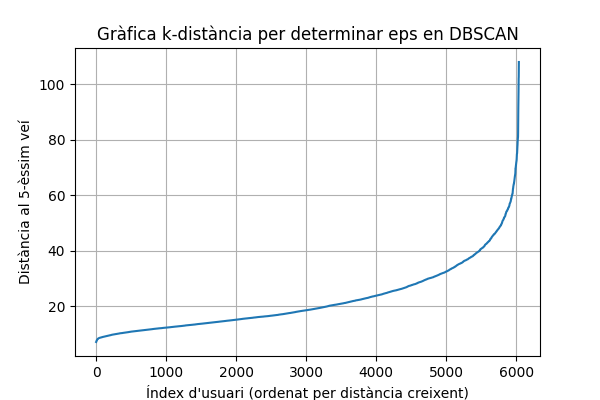 Gràfica k-distància per determinar eps en DBSCAN
Distància al 5-èssim veí
100
80
60
40
20
0 1000 2000 3000 4000 5000 6000
Índex d'usuari (ordenat per distància creixent)